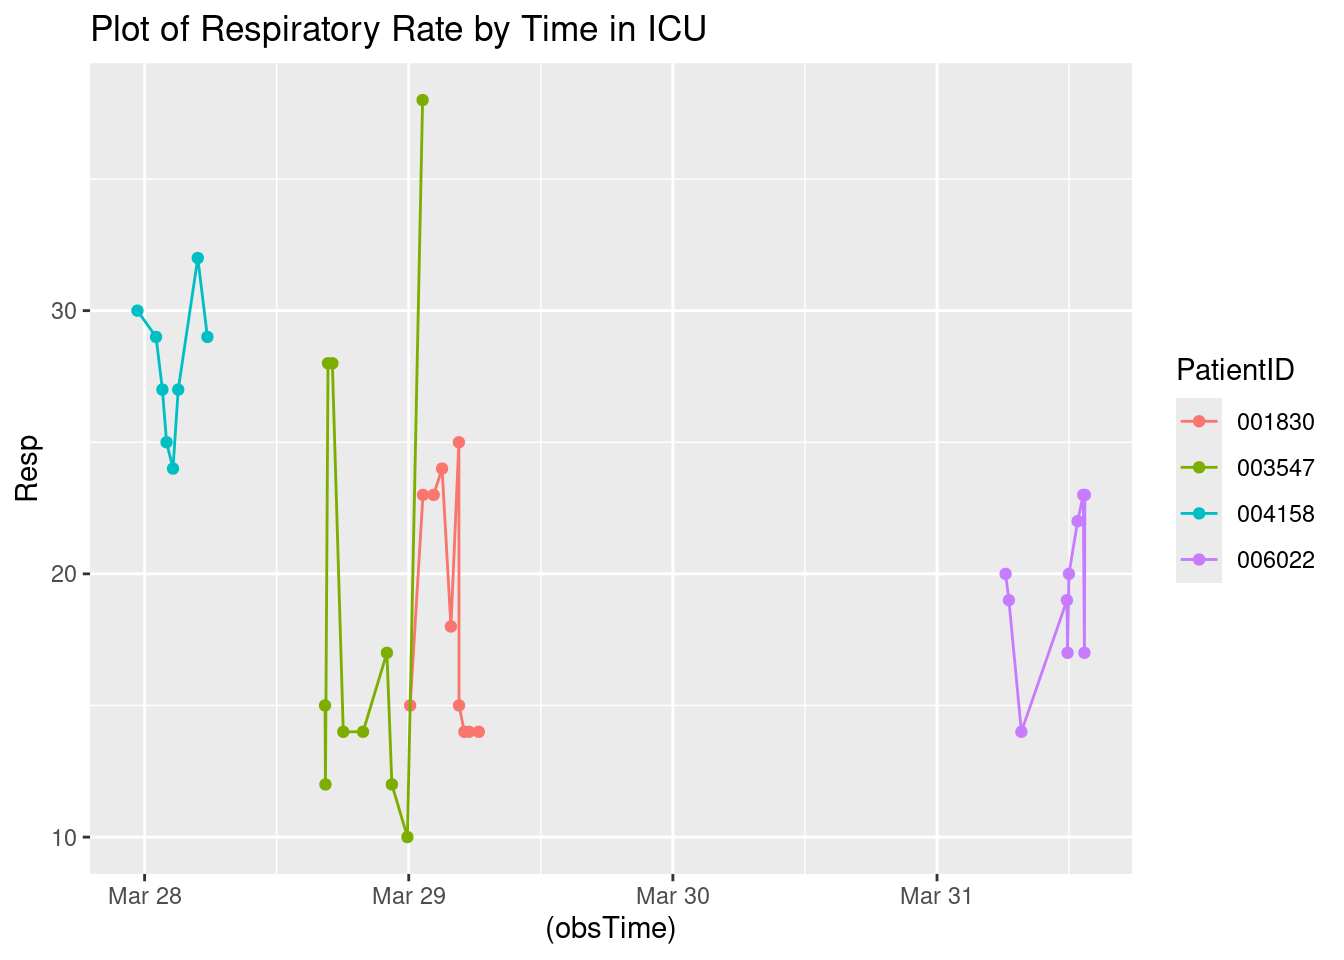 Plot of Respiratory Rate by Time in ICU
Resp
30
20
10
Mar 28 Mar 29 Mar 30 Mar 31
(obsTime)
PatientID
001830
003547
004158
006022